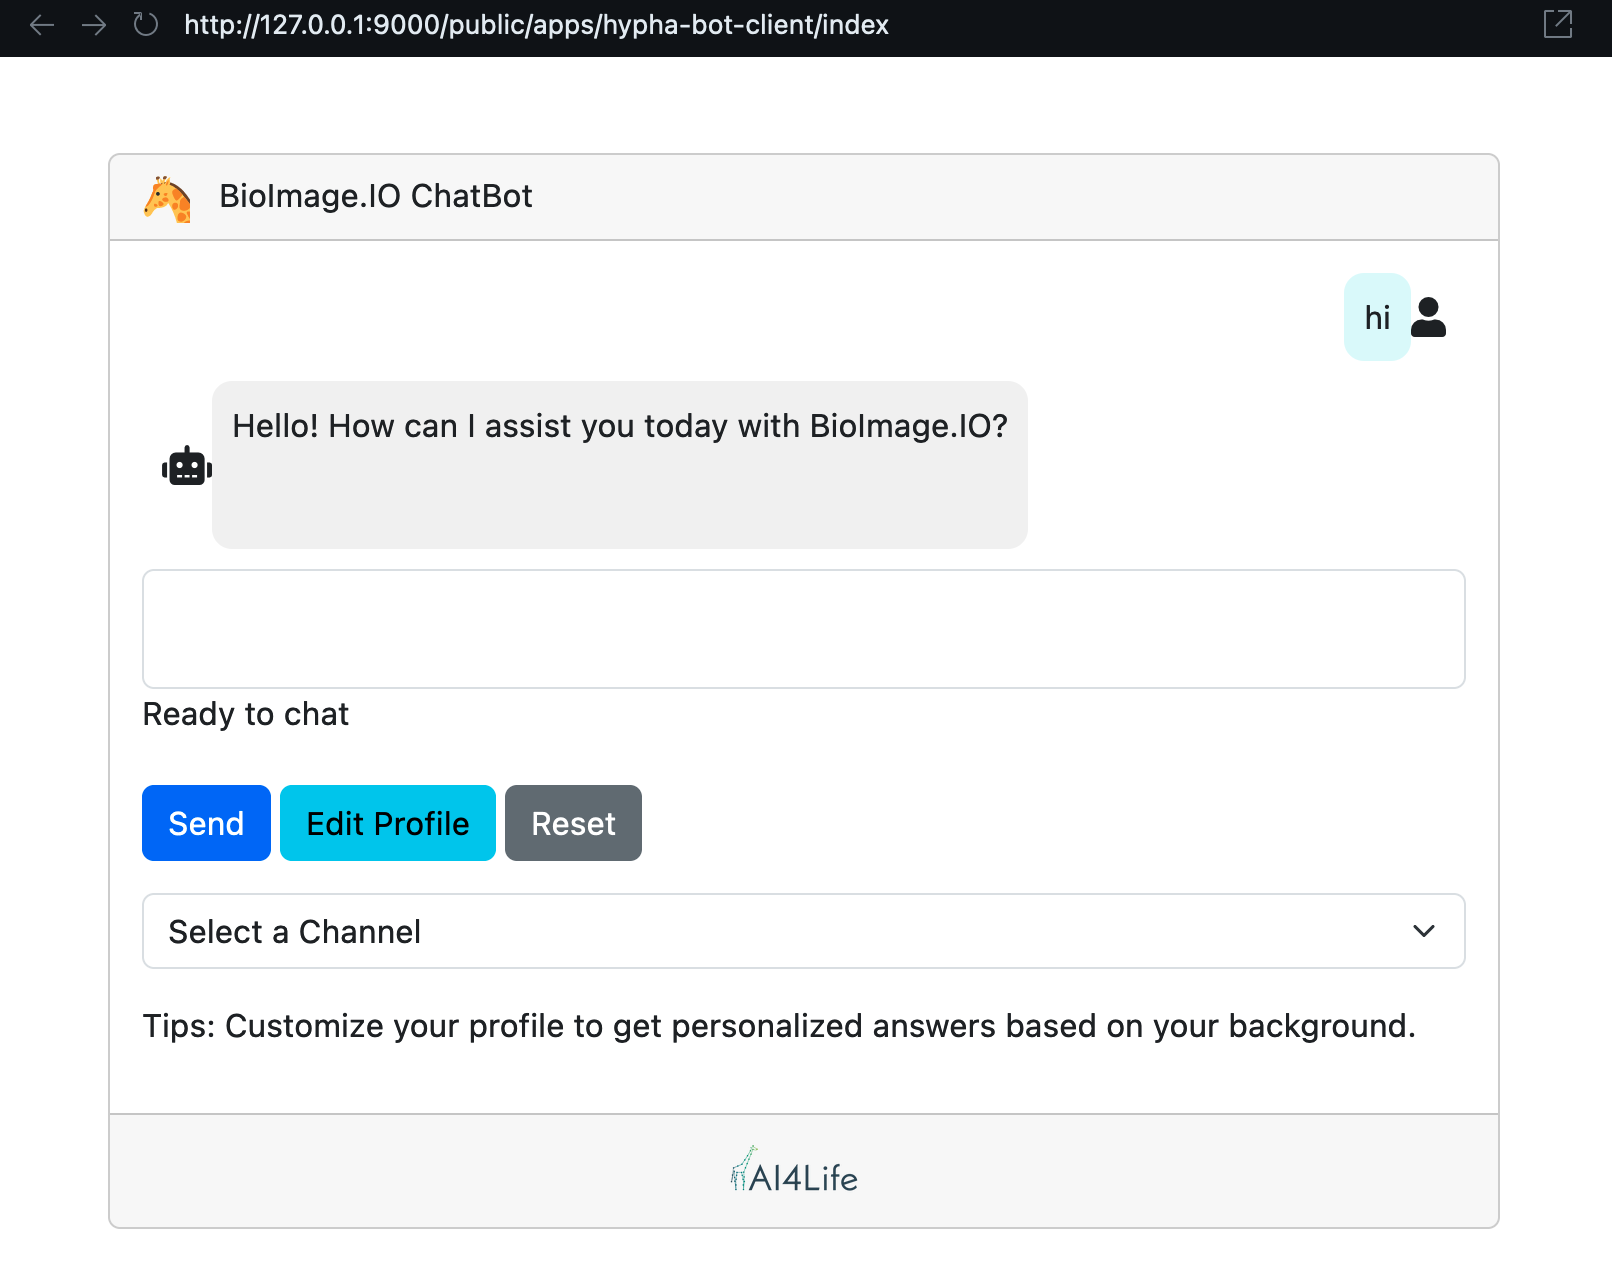 http://127.0.0.1:9000/public/apps/hypha-bot-client/index
BioImage.IO ChatBot
hi
Hello! How can I assist you today with BioImage.IO?
Ready to chat
Send Edit Profile Reset
Select a Channel
Tips: Customize your profile to get personalized answers based on your background.
AI4Life